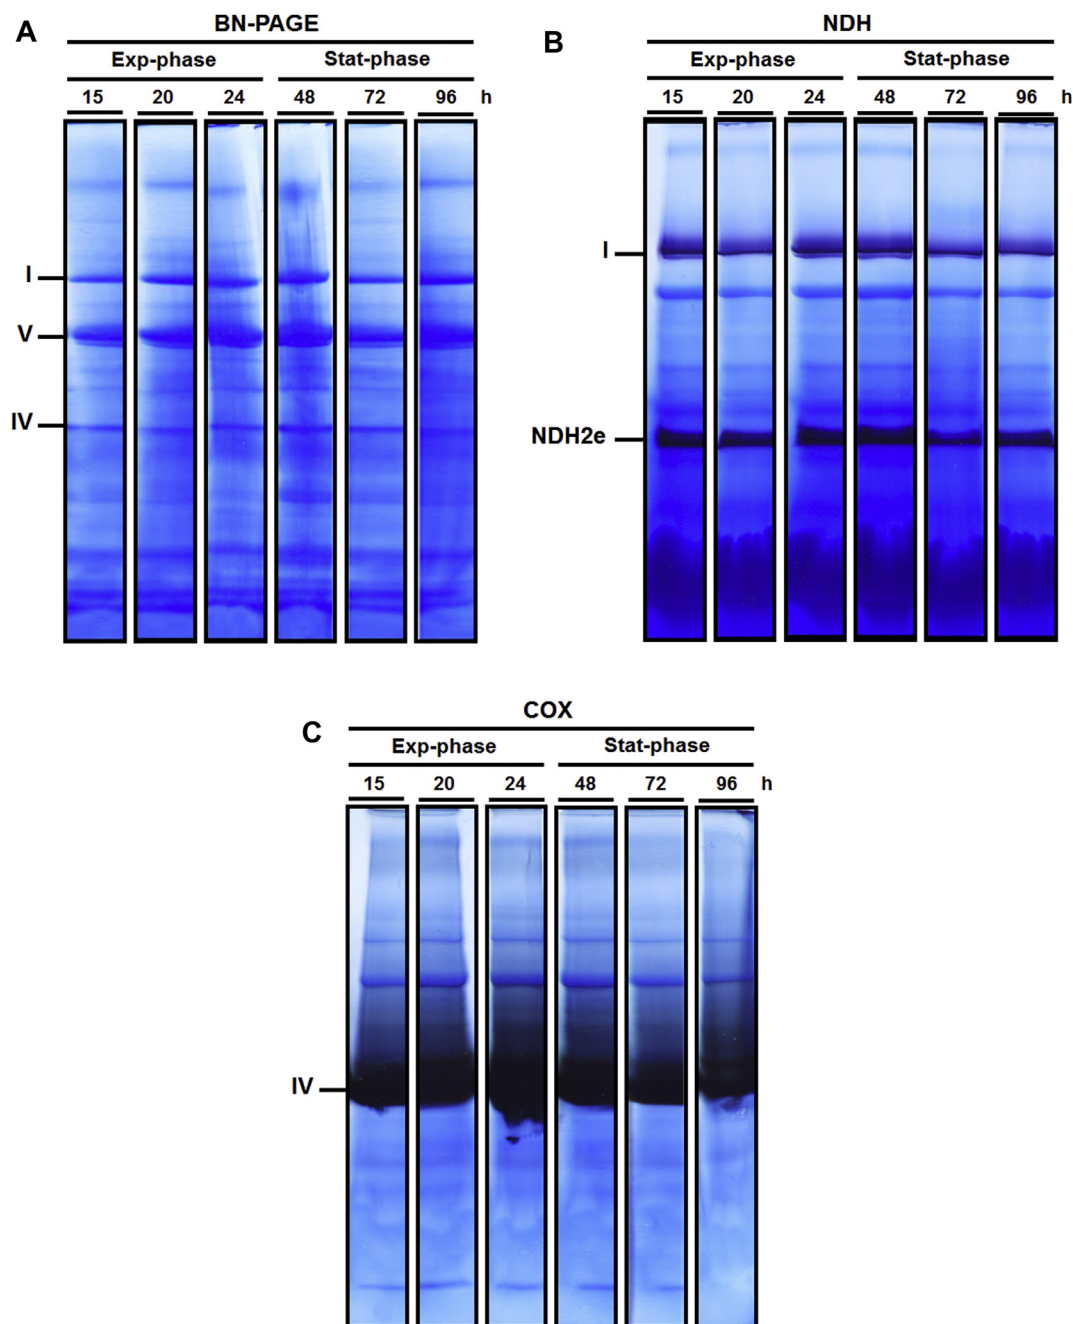 A
BN-PAGE
Exp-phase Stat-phase
15 20 24 48 72 96 h
I
V
IV
B
NDH
Exp-phase Stat-phase
15 20 24 48 72 96 h
I
NDH2e
C
COX
Exp-phase Stat-phase
15 20 24 48 72 96 h
IV